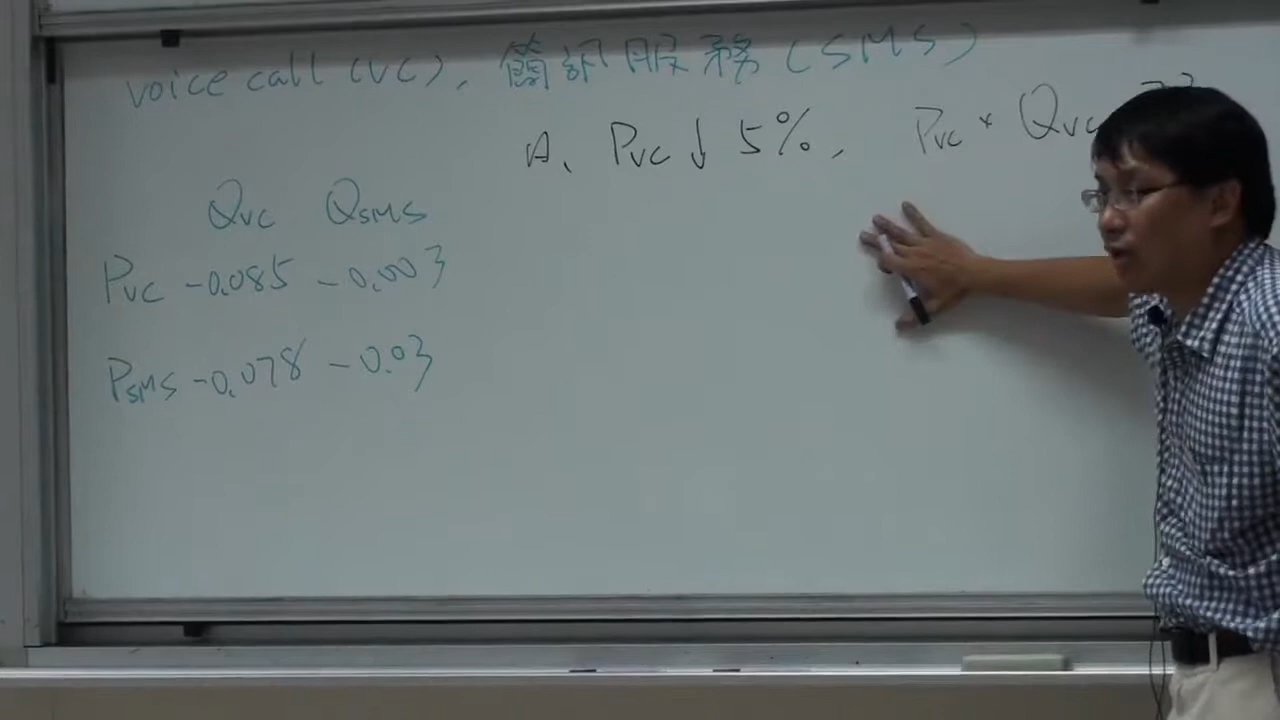 voice call (VC), 簡訊服務 (SMS)
A. PVC ↓ 5%, PVC * QVC
QVC QSMS
PVC -0.085 -0.003
PSMS -0.078 -0.03